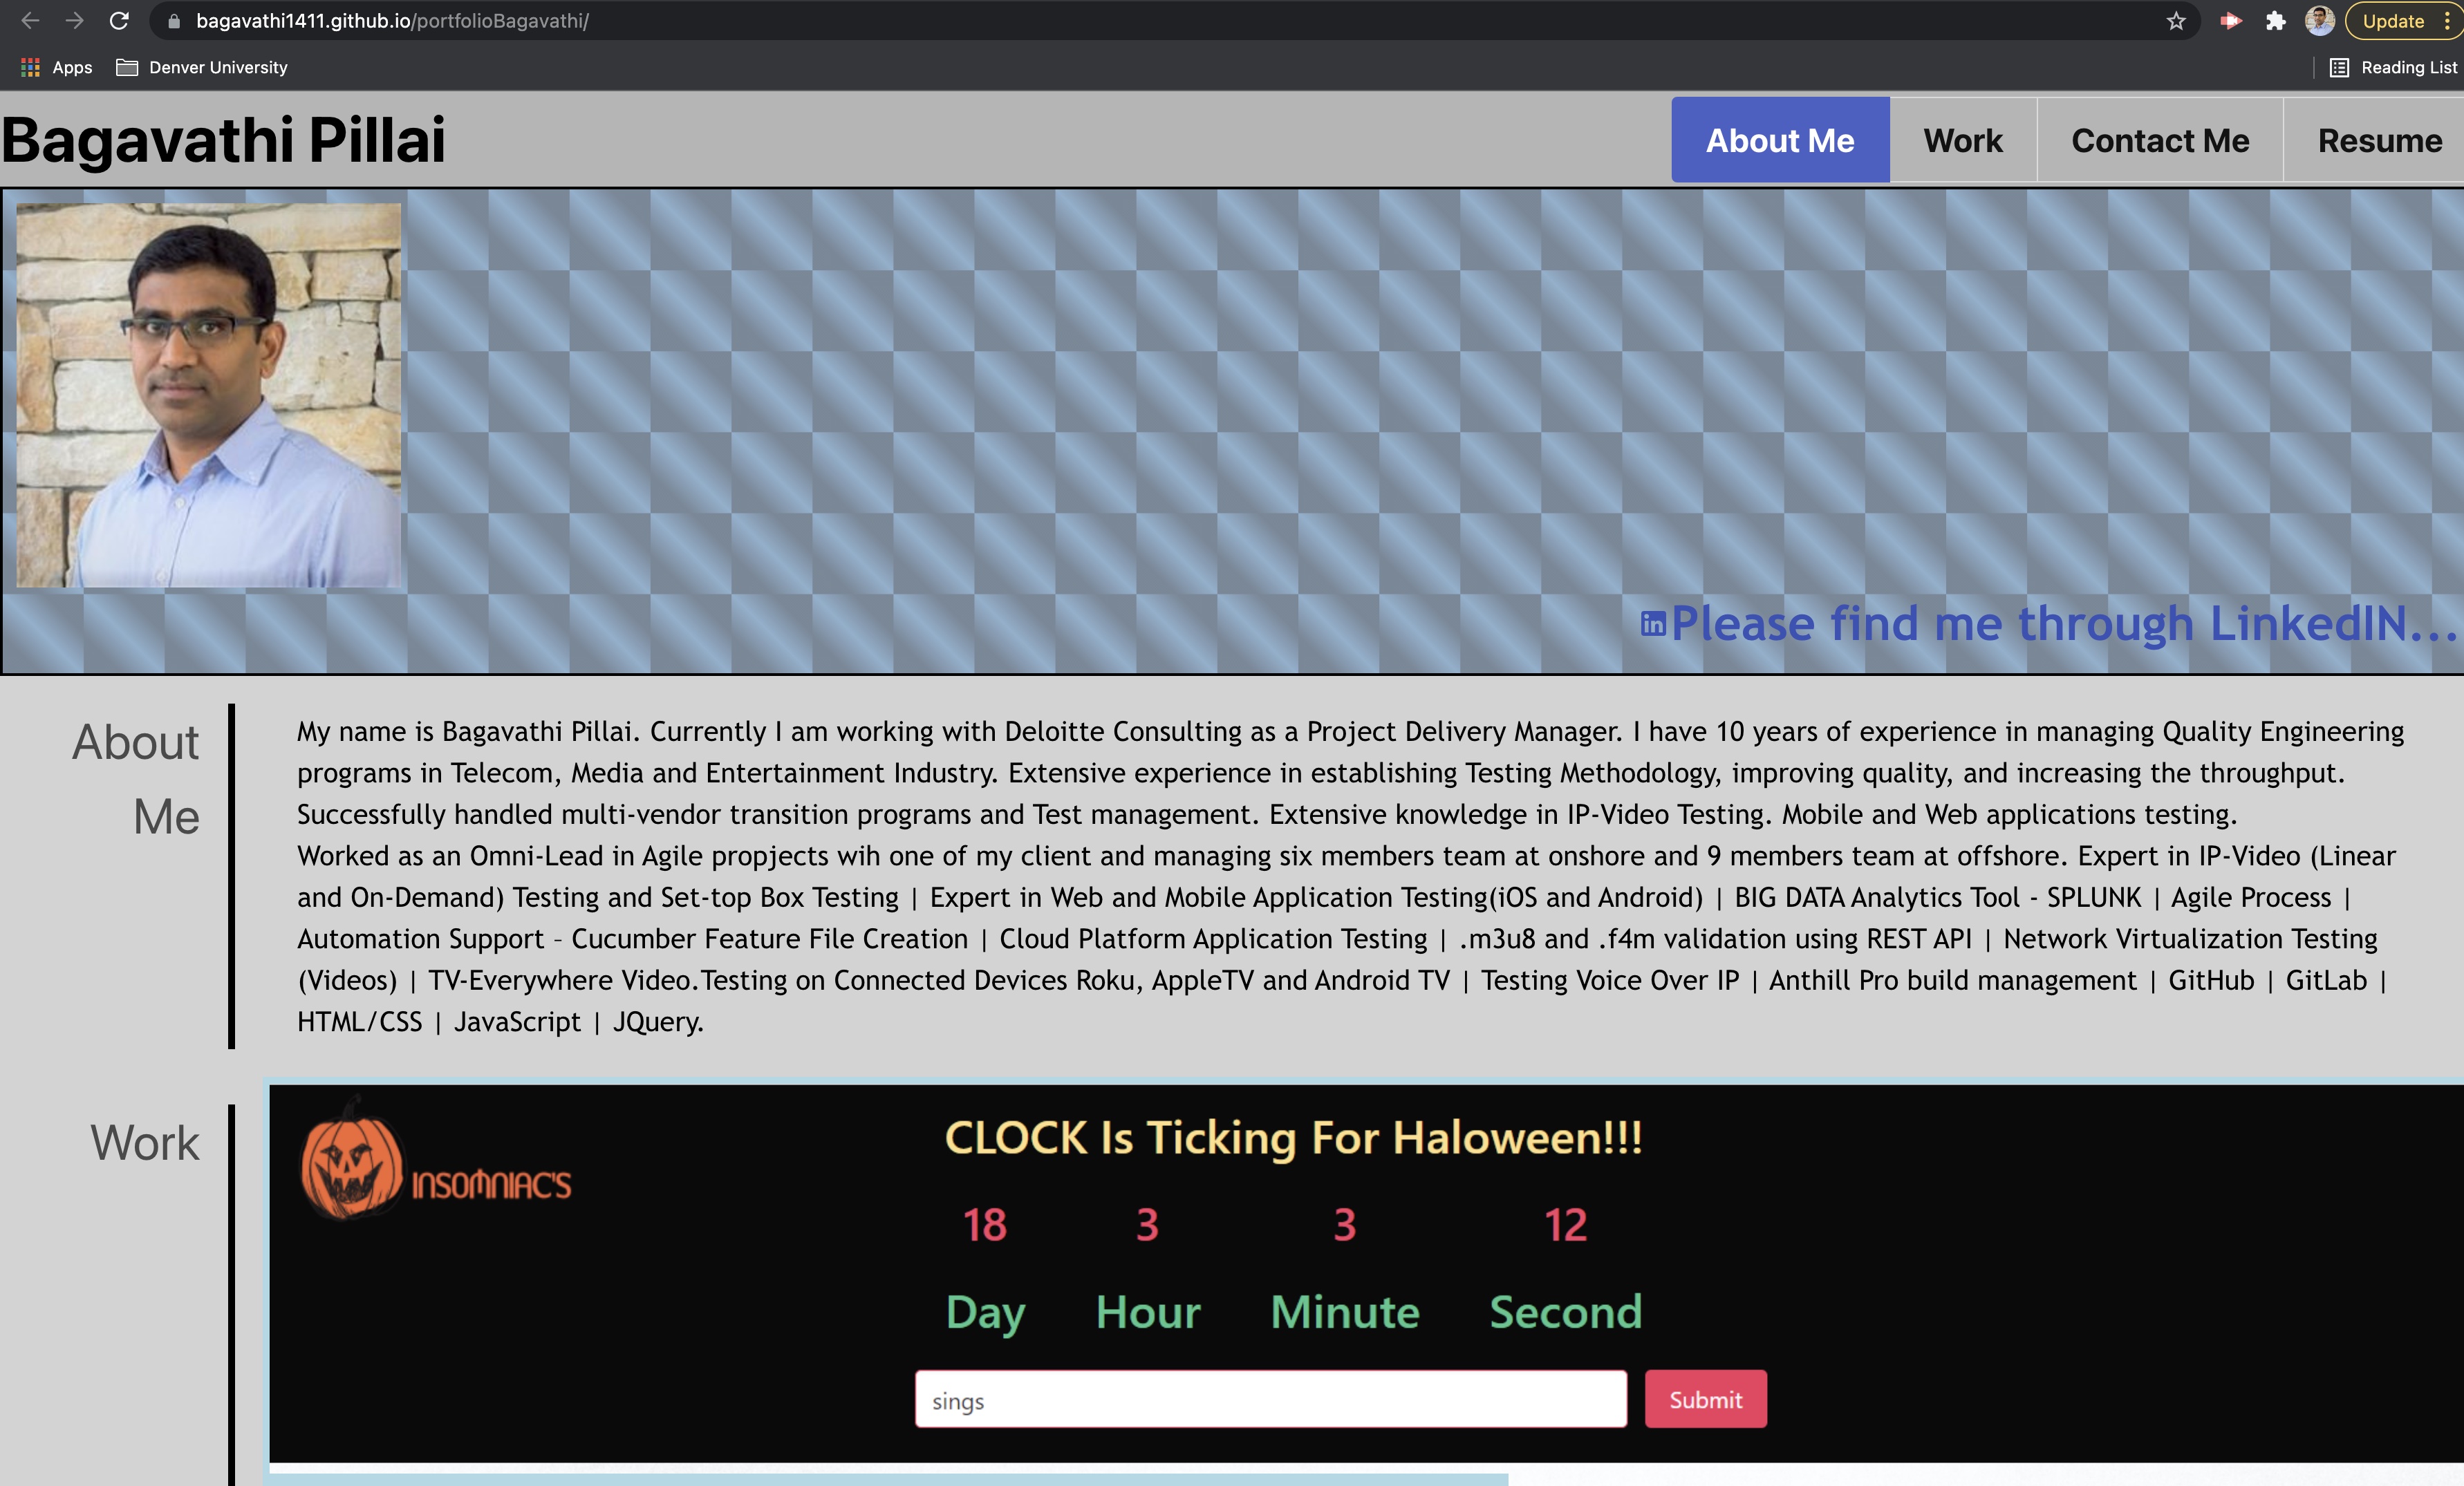 bagavathi1411.github.io/portfolioBagavathi/
Update
Apps
Denver University
Reading List
Bagavathi Pillai
About Me
Work
Contact Me
Resume
in Please find me through LinkedIN...
About
Me
My name is Bagavathi Pillai. Currently I am working with Deloitte Consulting as a Project Delivery Manager. I have 10 years of experience in managing Quality Engineering
programs in Telecom, Media and Entertainment Industry. Extensive experience in establishing Testing Methodology, improving quality, and increasing the throughput.
Successfully handled multi-vendor transition programs and Test management. Extensive knowledge in IP-Video Testing. Mobile and Web applications testing.
Worked as an Omni-Lead in Agile propjects wih one of my client and managing six members team at onshore and 9 members team at offshore. Expert in IP-Video (Linear
and On-Demand) Testing and Set-top Box Testing | Expert in Web and Mobile Application Testing(iOS and Android) | BIG DATA Analytics Tool - SPLUNK | Agile Process |
Automation Support – Cucumber Feature File Creation | Cloud Platform Application Testing | .m3u8 and .f4m validation using REST API | Network Virtualization Testing
(Videos) | TV-Everywhere Video.Testing on Connected Devices Roku, AppleTV and Android TV | Testing Voice Over IP | Anthill Pro build management | GitHub | GitLab |
HTML/CSS | JavaScript | JQuery.
Work
INSOMNIAC'S
CLOCK Is Ticking For Haloween!!!
18 3 3 12
Day Hour Minute Second
sings
Submit